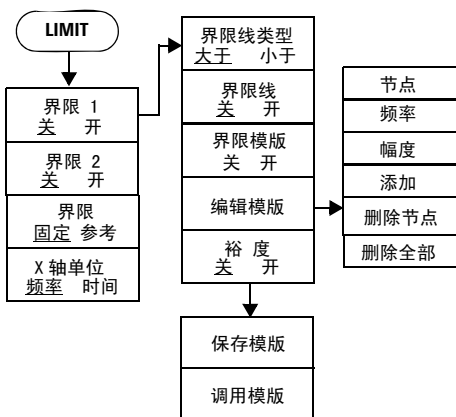 LIMIT
界限 1
关 开
界限 2
关 开
界限
固定 参考
X 轴单位
频率 时间
界限线类型
大于 小于
界限线
关 开
界限模版
关 开
编辑模版
裕 度
关 开
保存模版
调用模版
节点
频率
幅度
添加
删除节点
删除全部